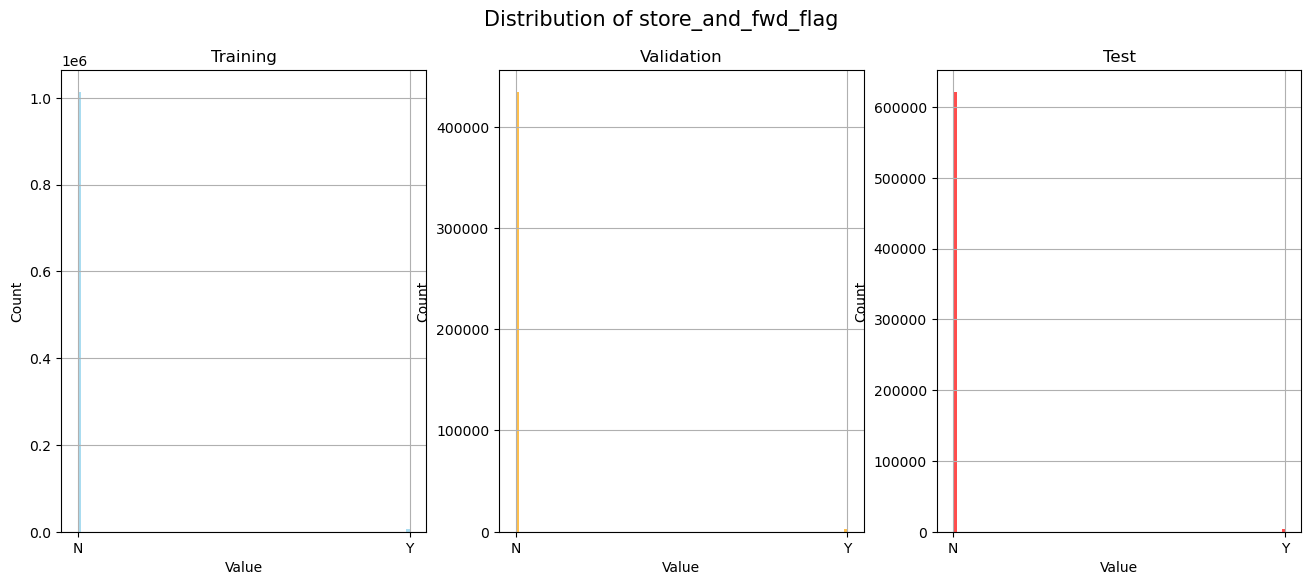 Distribution of store_and_fwd_flag
Training
1e6
1.0
0.8
0.6
0.4
0.2
0.0
Count
N
Y
Value
Validation
400000
300000
200000
100000
0
Count
N
Y
Value
Test
600000
500000
400000
300000
200000
100000
0
Count
N
Y
Value